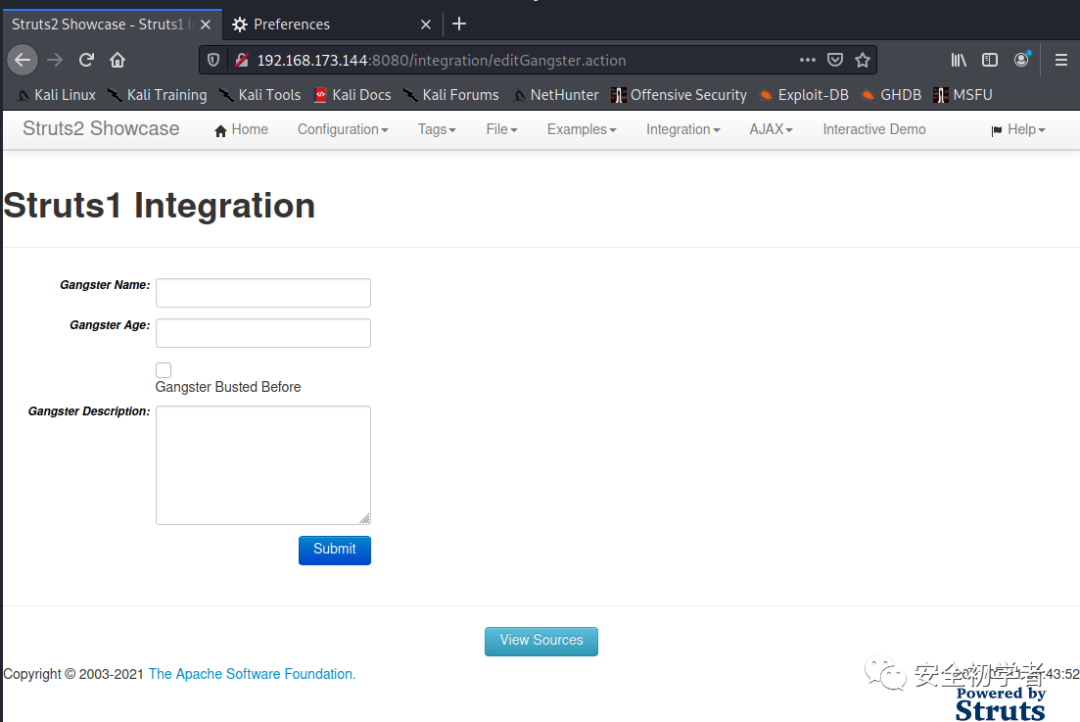 Struts2 Showcase - Struts1 I
Preferences
192.168.173.144:8080/integration/editGangster.action
Kali Linux Kali Training Kali Tools Kali Docs Kali Forums NetHunter Offensive Security Exploit-DB GHDB MSFU
Struts2 Showcase Home Configuration Tags File Examples Integration AJAX Interactive Demo Help
Struts1 Integration
Gangster Name:
Gangster Age:
Gangster Busted Before
Gangster Description:
Submit
View Sources
Copyright © 2003-2021 The Apache Software Foundation.
安全初学者
43:52
Powered by
Struts